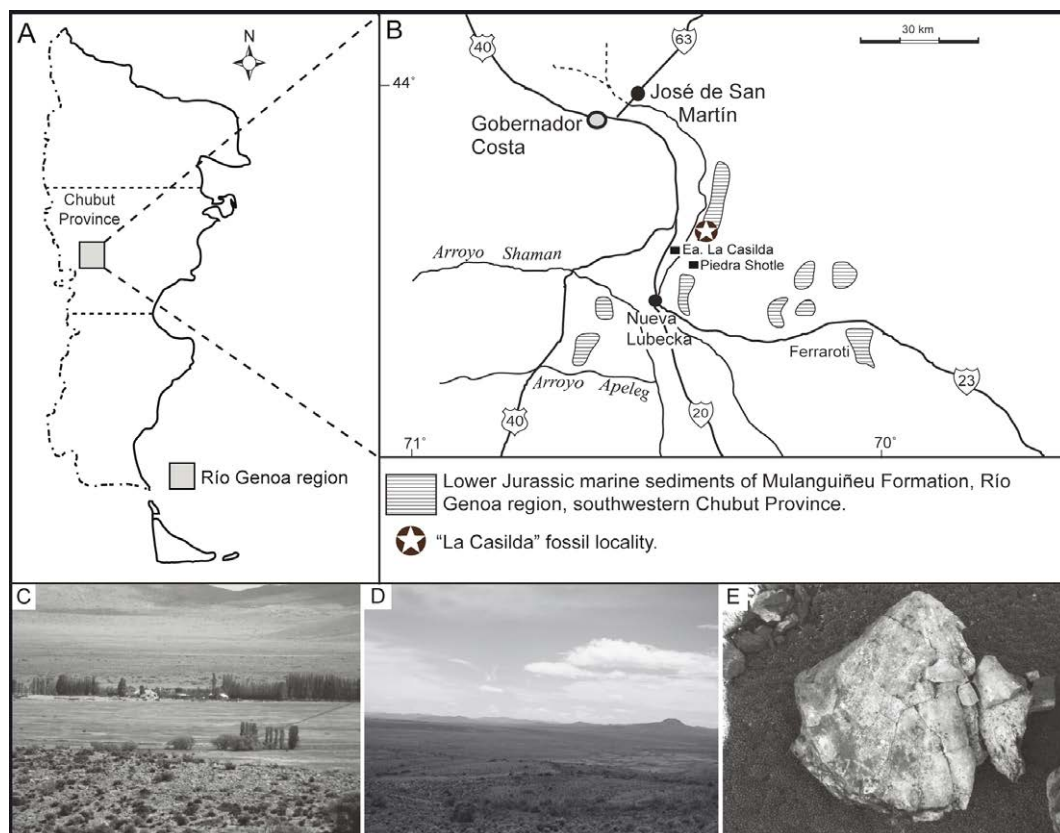 A
N
Chubut
Province
Río Genoa region
B
30 km
40
63
44°
José de San
Martín
Gobernador
Costa
Arroyo Shaman
Ea. La Casilda
Piedra Shotle
Nueva
Lubecka
Ferraroti
Arroyo Apeleg
40
20
23
71°
70°
Lower Jurassic marine sediments of Mulanguiñeu Formation, Río
Genoa region, southwestern Chubut Province.
“La Casilda” fossil locality.
C
D
E